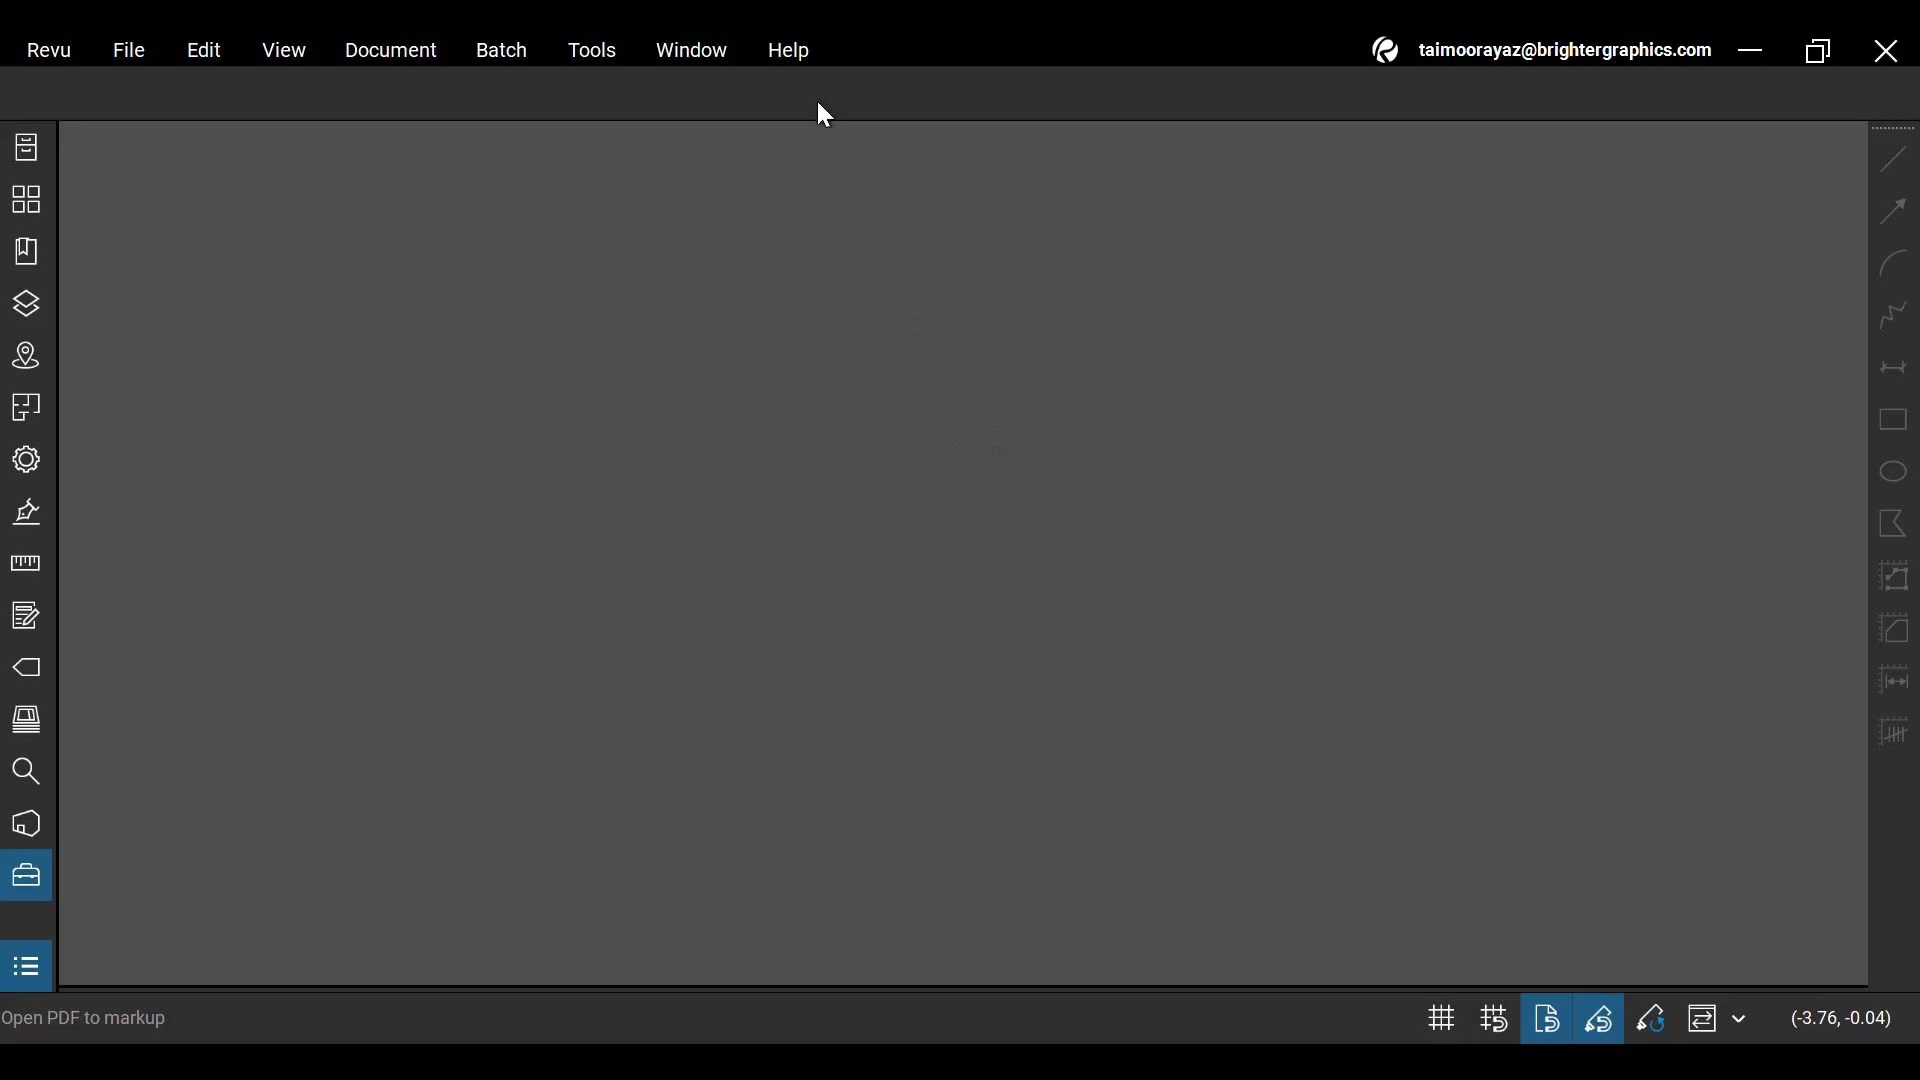 Revu File Edit View Document Batch Tools Window Help taimoorayaz@brightergraphics.com
Open PDF to markup (-3.76, -0.04)